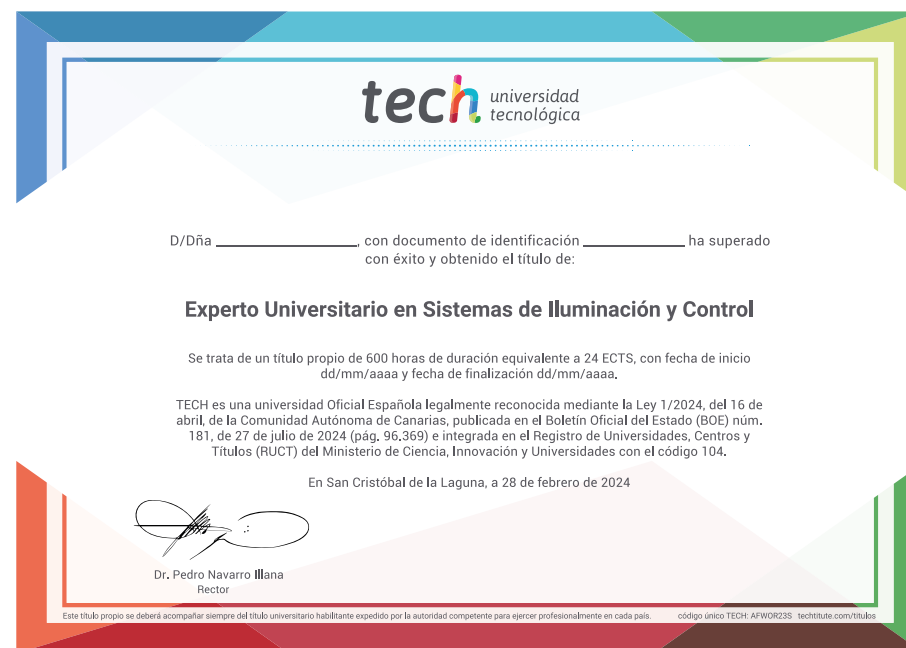 tech universidad
tecnológica
D/Dña , con documento de identificación ha superado
con éxito y obtenido el título de:
Experto Universitario en Sistemas de Iluminación y Control
Se trata de un título propio de 600 horas de duración equivalente a 24 ECTS, con fecha de inicio
dd/mm/aaaa y fecha de finalización dd/mm/aaaa.
TECH es una universidad Oficial Española legalmente reconocida mediante la Ley 1/2024, del 16 de
abril, de la Comunidad Autónoma de Canarias, publicada en el Boletín Oficial del Estado (BOE) núm.
181, de 27 de julio de 2024 (pág. 96.369) e integrada en el Registro de Universidades, Centros y
Títulos (RUCT) del Ministerio de Ciencia, Innovación y Universidades con el código 104.
En San Cristóbal de la Laguna, a 28 de febrero de 2024
Dr. Pedro Navarro Illana
Rector
Este título propio se deberá acompañar siempre del título universitario habilitante expedido por la autoridad competente para ejercer profesionalmente en cada país. código único TECH: AFWOR23S techtitute.com/titulos